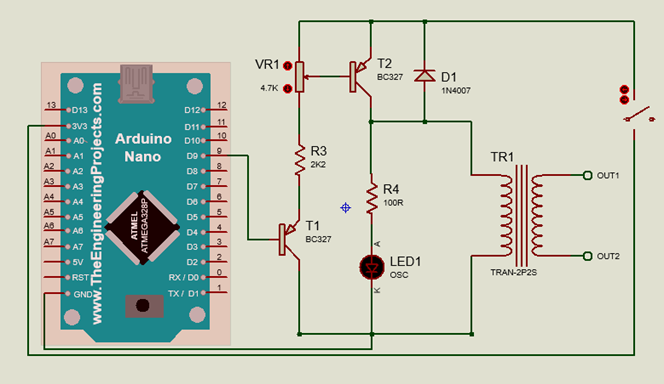 VR1
4.7K
T2
BC327
D1
1N4007
R3
2K2
R4
100R
T1
BC327
LED1
OSC
A
K
TR1
TRAN-2P2S
OUT1
OUT2
Arduino
Nano
www.TheEngineeringProjects.com
ATMEL
ATMEGA328P
13 D13
3V3
A0 A0
A1 A1
A2 A2
A3 A3
A4 A4
A5 A5
A6 A6
A7 A7
5V
RST
GND
D12 12
D11 11
D10 10
D9 9
D8 8
D7 7
D6 6
D5 5
D4 4
D3 3
D2 2
RX / D0 0
TX / D1 1